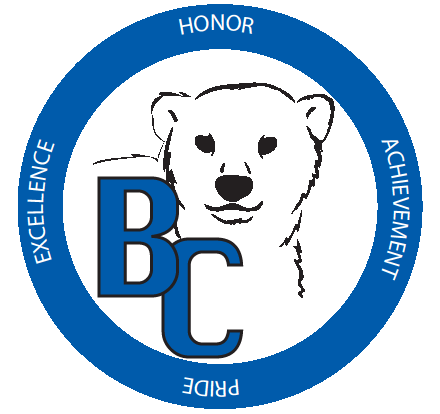 HONOR
EXCELLENCE
ACHIEVEMENT
BC
PRIDE